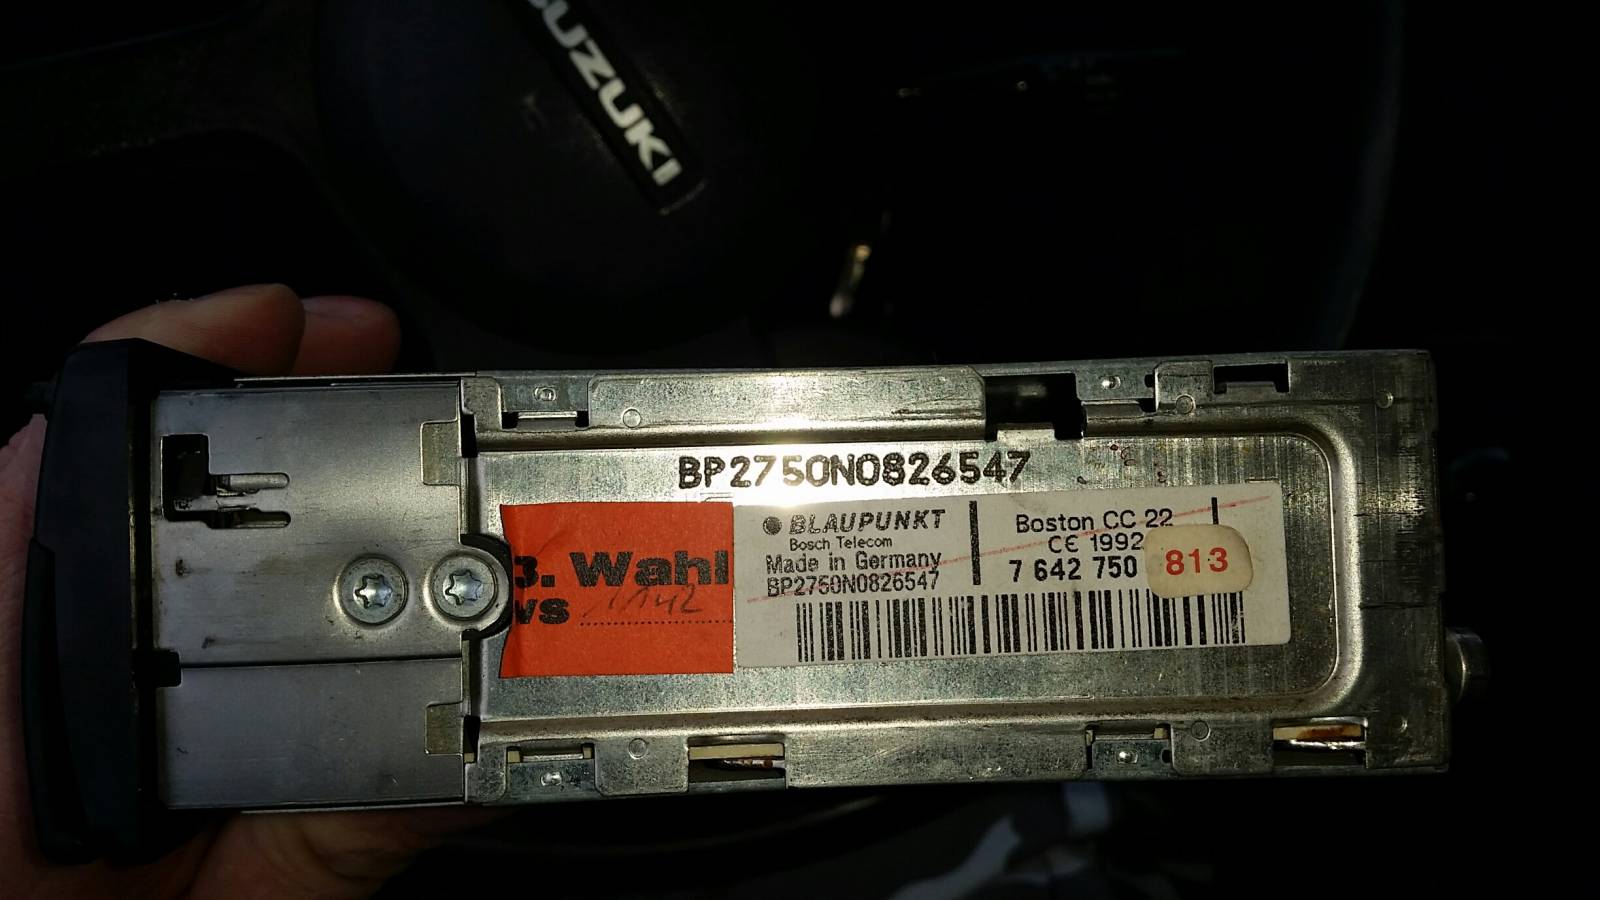 SUZUKI
BP2750N0826547
3. Wahl
VS 1142
BLAUPUNKT
Bosch Telecom
Made in Germany
BP2750N0826547
Boston CC 22
CE 1992
7 642 750
813